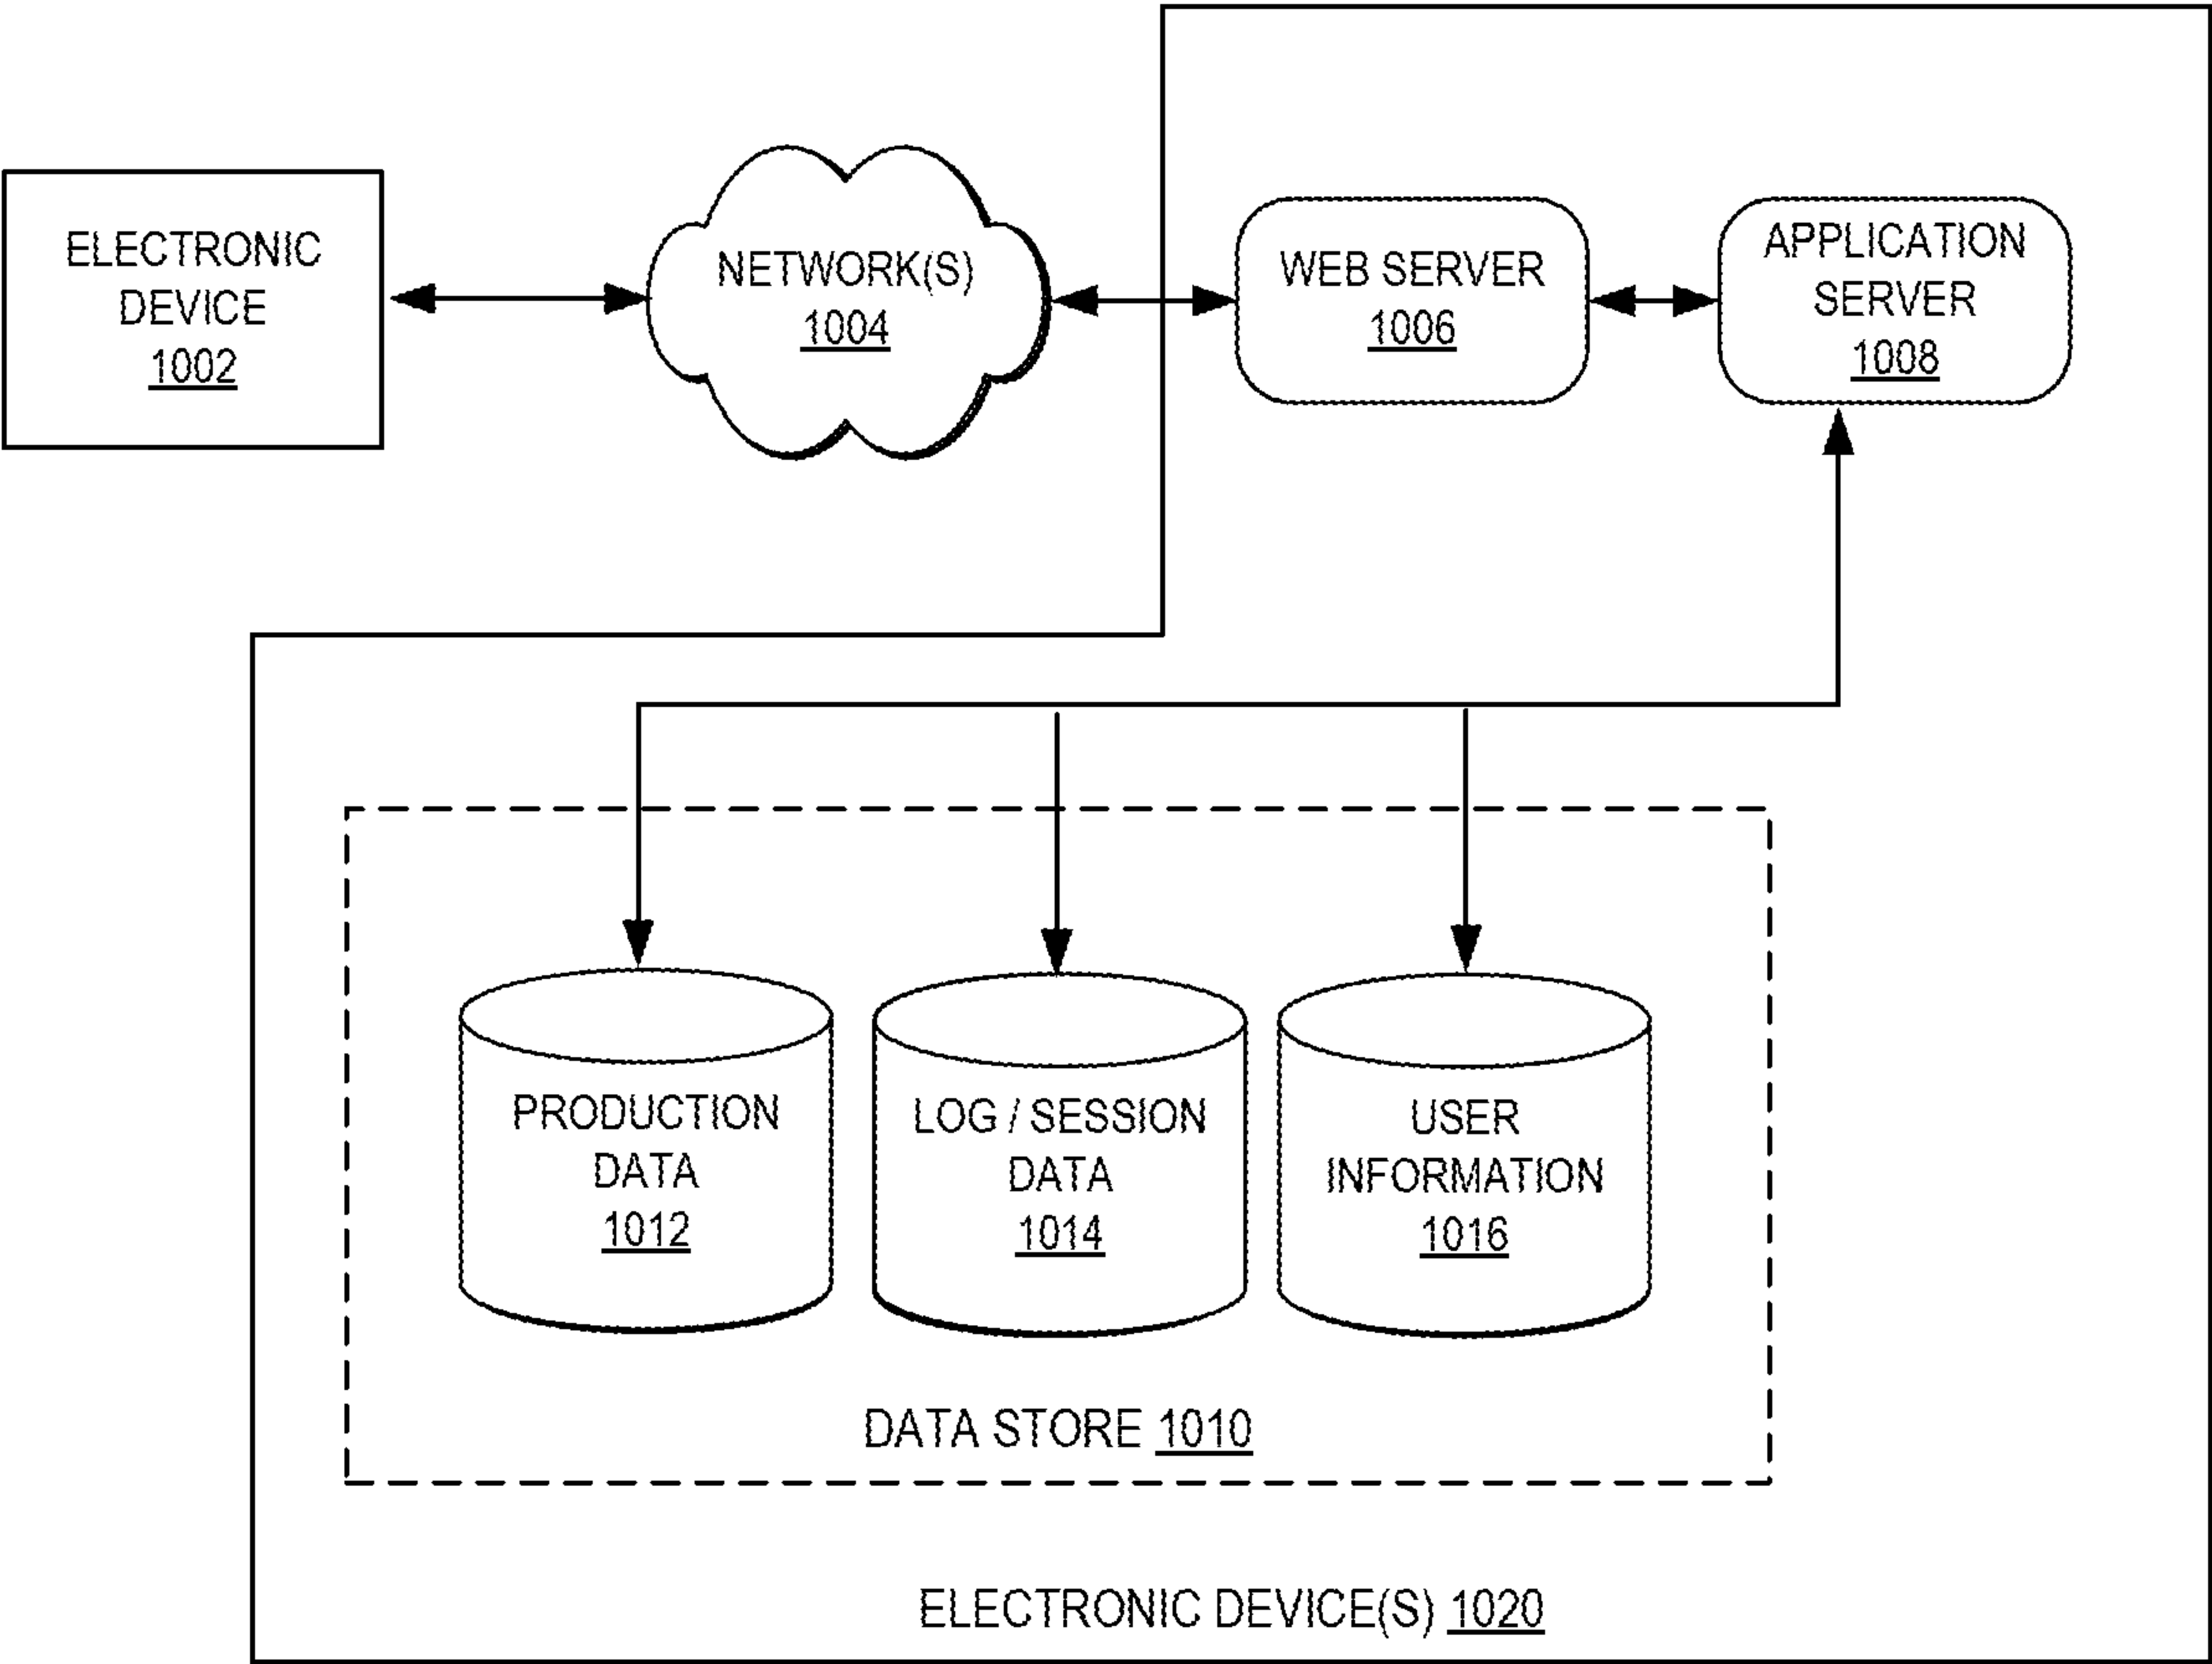 ELECTRONIC
DEVICE
1002
NETWORK(S)
1004
WEB SERVER
1006
APPLICATION
SERVER
1008
PRODUCTION
DATA
1012
LOG / SESSION
DATA
1014
USER
INFORMATION
1016
DATA STORE 1010
ELECTRONIC DEVICE(S) 1020